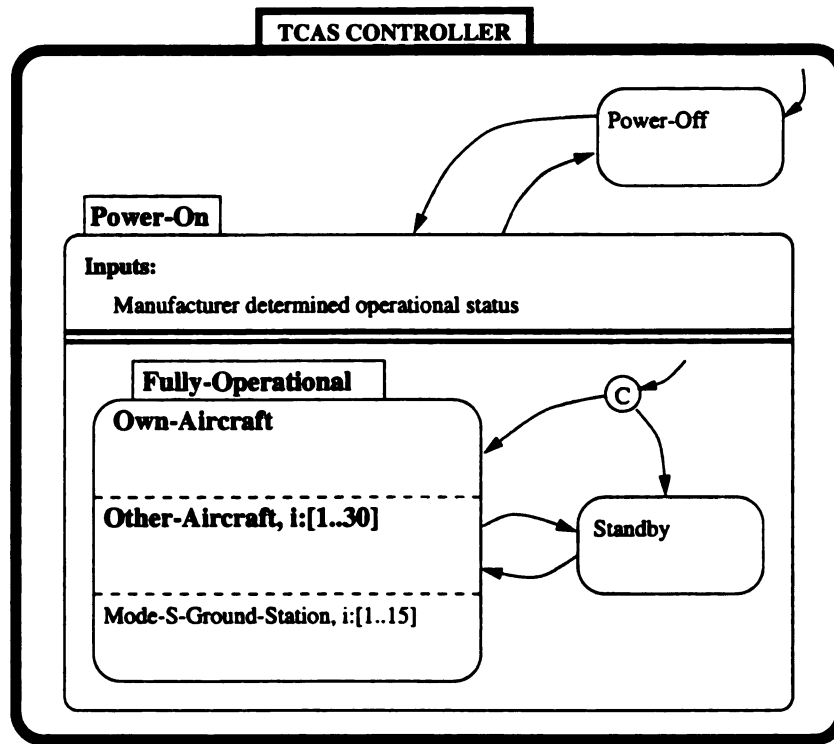 TCAS CONTROLLER
Power-Off
Power-On
Inputs:
Manufacturer determined operational status
Fully-Operational
C
Own-Aircraft
Other-Aircraft, i:[1..30]
Standby
Mode-S-Ground-Station, i:[1..15]